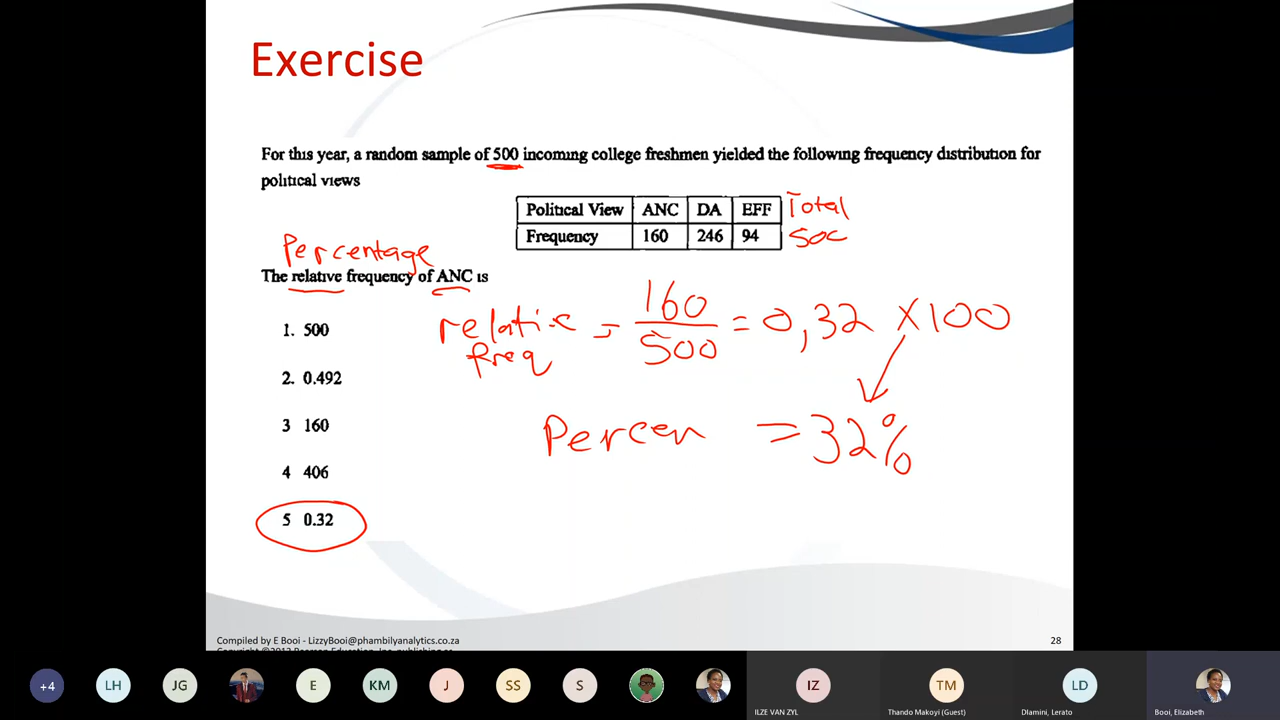 Exercise
For this year, a random sample of 500 incoming college freshmen yielded the following frequency distribution for
political views
Political View ANC DA EFF Total
Frequency 160 246 94 500
Percentage
The relative frequency of ANC is
1. 500
2. 0.492
3 160
4 406
5 0.32
relative freq = 160/500 = 0,32 ×100
Percen = 32%
Compiled by E Booi - LizzyBooi@phambilyanalytics.co.za
28
+4 LH JG E KM J SS S IZ TM LD
ILZE VAN ZYL Thando Makoyi (Guest) Dlamini, Lerato Booi, Elizabeth